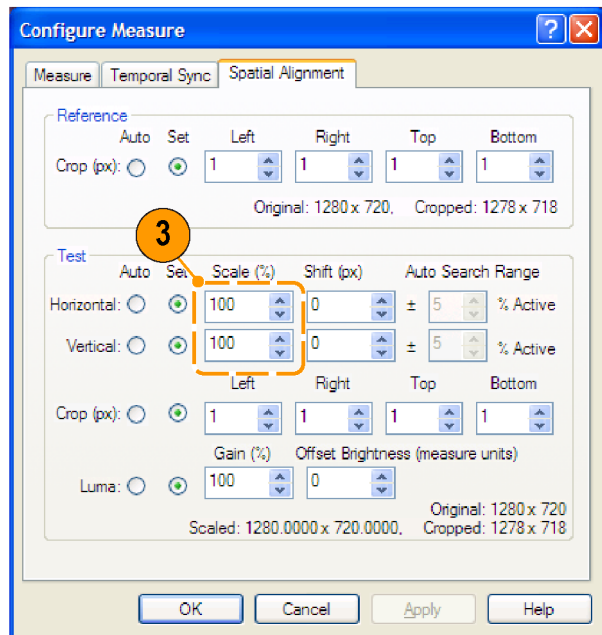 Configure Measure
Measure Temporal Sync Spatial Alignment
Reference
Auto Set Left Right Top Bottom
Crop (px): 1 1 1 1
Original: 1280 x 720, Cropped: 1278 x 718
3
Test
Auto Set Scale (%) Shift (px) Auto Search Range
Horizontal: 100 0 ± 5 % Active
Vertical: 100 0 ± 5 % Active
Left Right Top Bottom
Crop (px): 1 1 1 1
Gain (%) Offset Brightness (measure units)
Luma: 100 0
Original: 1280 x 720
Scaled: 1280.0000 x 720.0000, Cropped: 1278 x 718
OK Cancel Apply Help